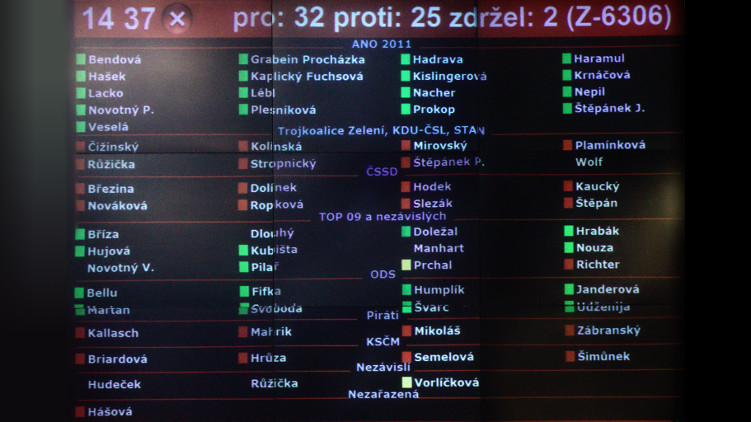 14 37 pro: 32 proti: 25 zdržel: 2 (Z-6306)
ANO 2011
Bendová Grabein Procházka Hadrava Haramul
Hašek Kaplický Fuchsová Kislingerová Krnáčová
Lacko Lébl Nacher Nepil
Novotný P. Plesníková Prokop Štěpánek J.
Veselá
Trojkoalice Zelení, KDU-ČSL, STAN
Čižinský Kolínská Mirovský Plamínková
Růžička Stropnický Štěpánek P. Wolf
ČSSD
Březina Dolínek Hodek Kaucký
Nováková Ropková Slezák Štěpán
TOP 09 a nezávislých
Bříza Dlouhý Doležal Hrabák
Hujová Kubišta Manhart Nouza
Novotný V. Pilař Prchal Richter
ODS
Bellu Fifka Humplík Janderová
Martan Svoboda Švarc Udženija
Piráti
Kallasch Mahrik Mikoláš Zábranský
KSČM
Briardová Hrůza Semelová Šimůnek
Nezávislí
Hudeček Růžička Vorlíčková
Nezařazená
Hášová